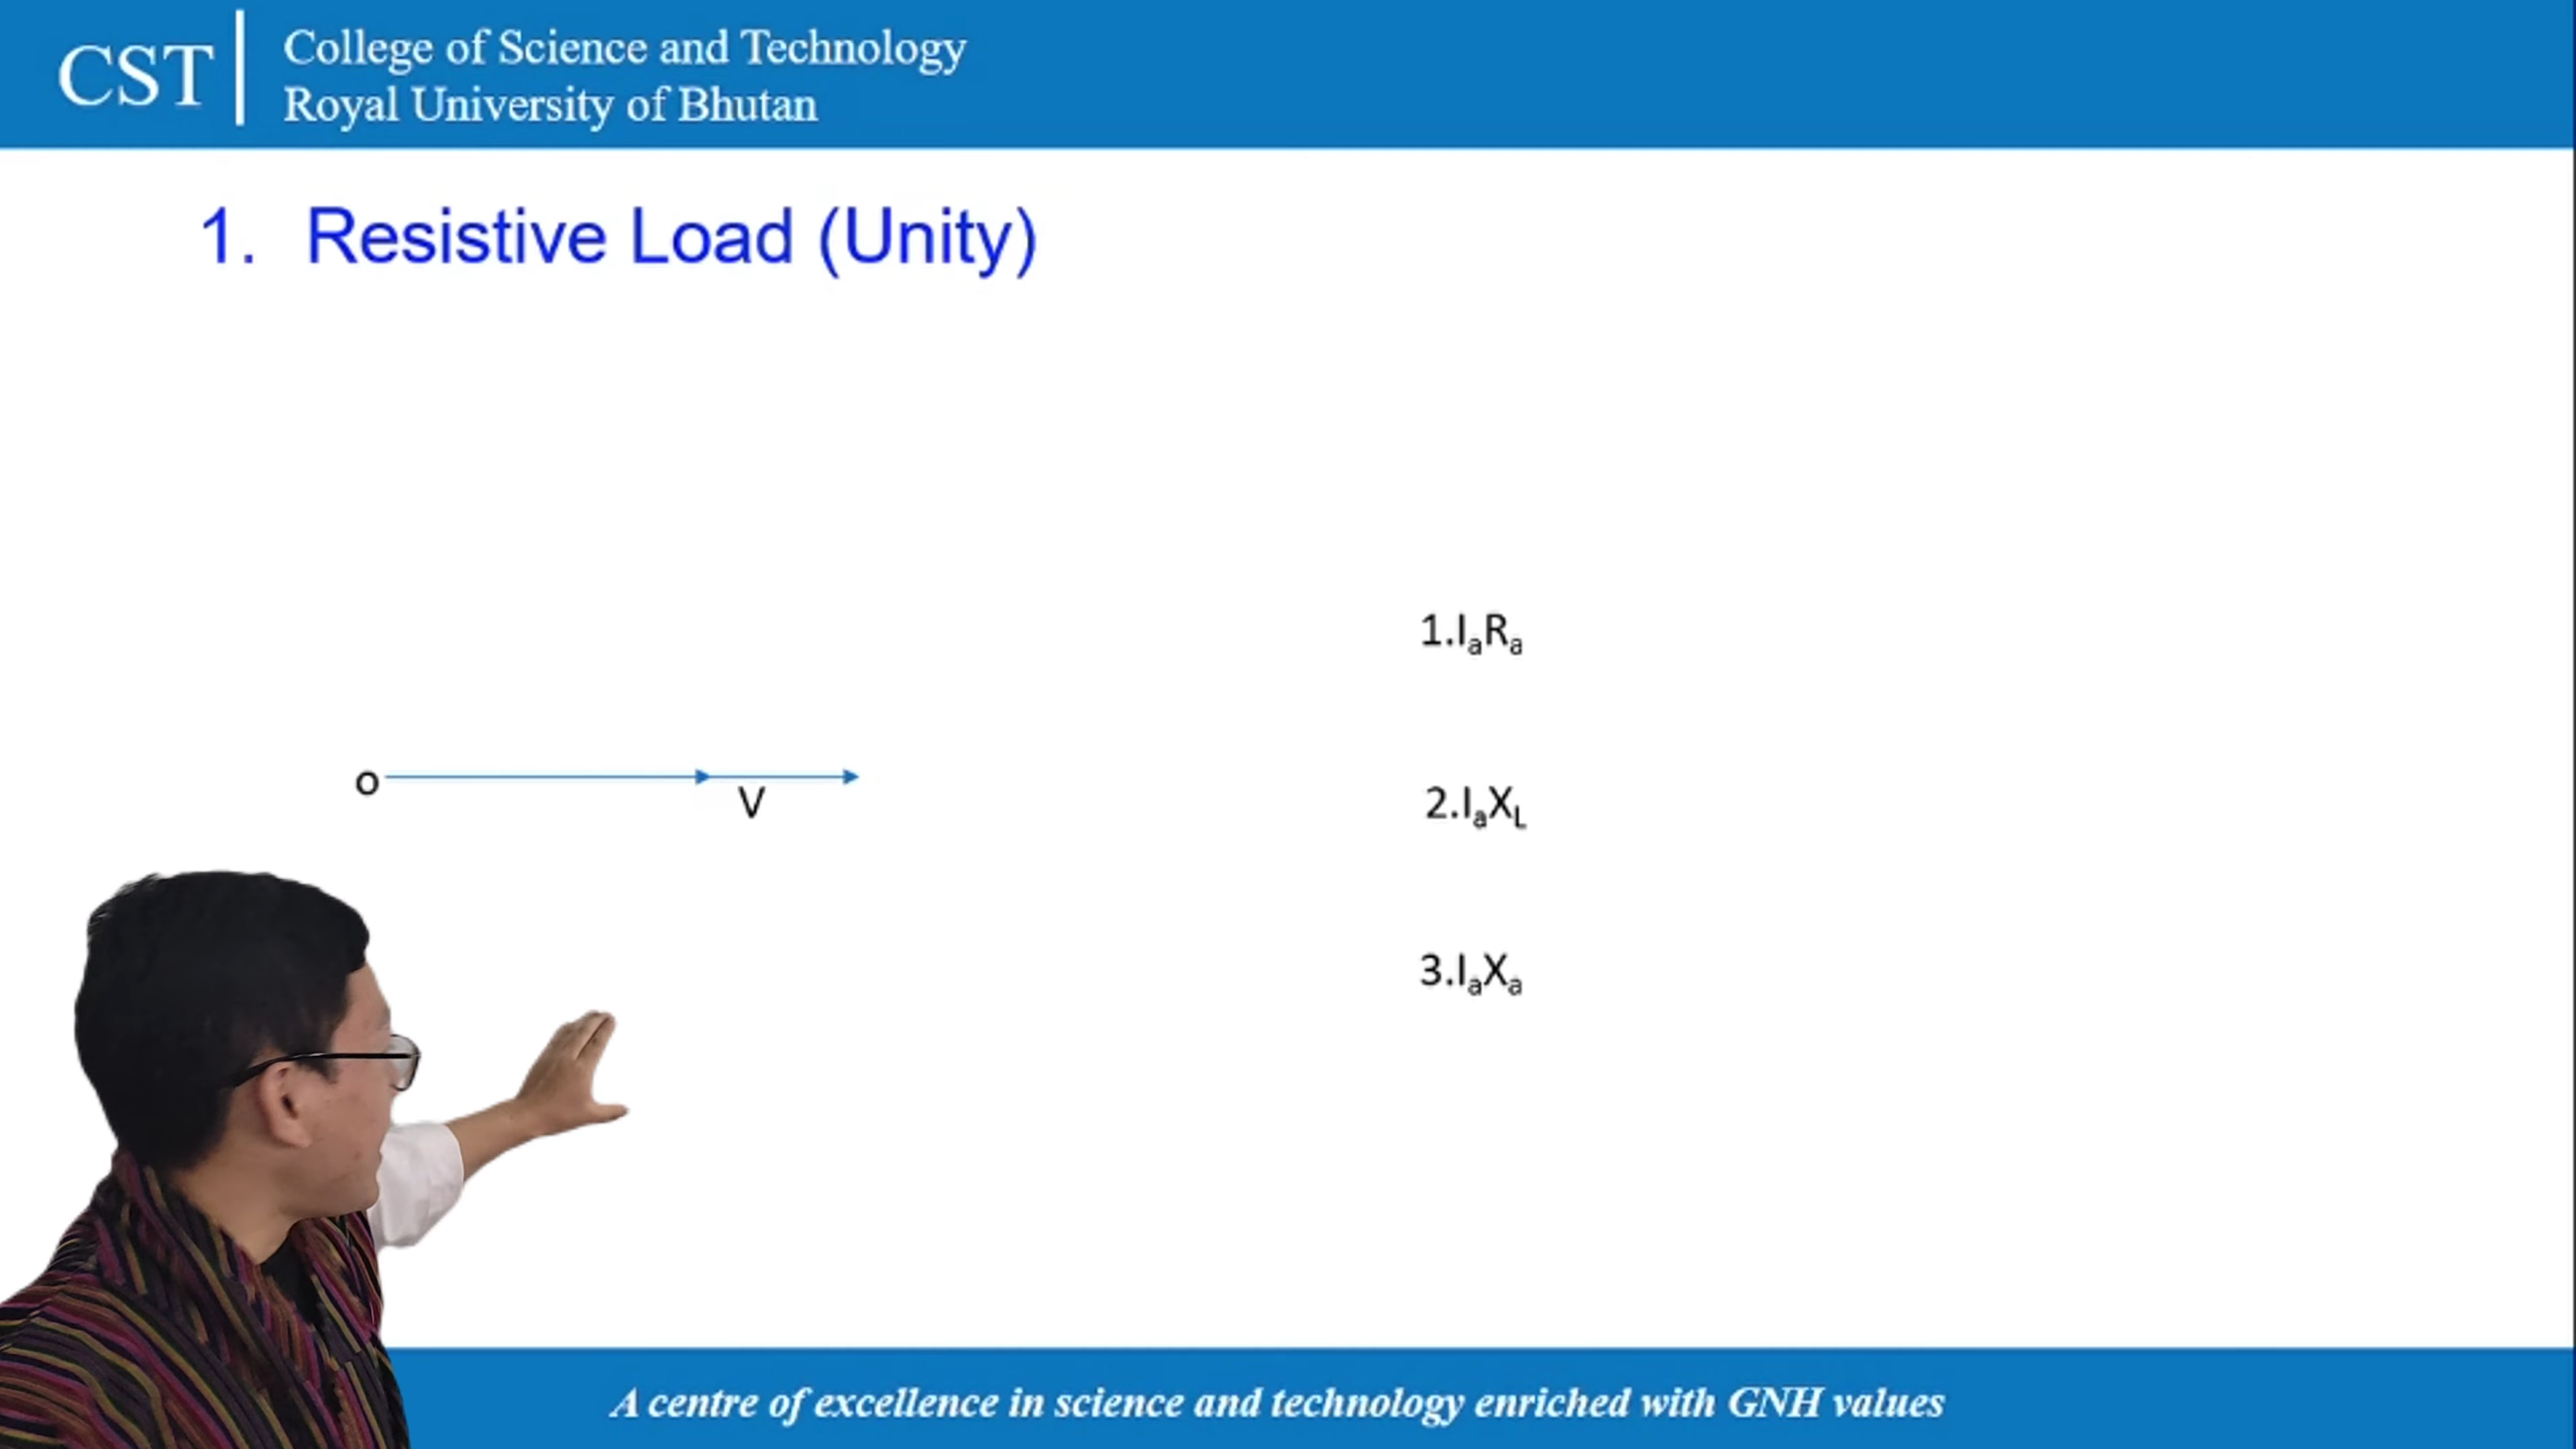 CST
College of Science and Technology
Royal University of Bhutan
1. Resistive Load (Unity)
1.IaRa
o
V
2.IaXL
3.IaXa
A centre of excellence in science and technology enriched with GNH values